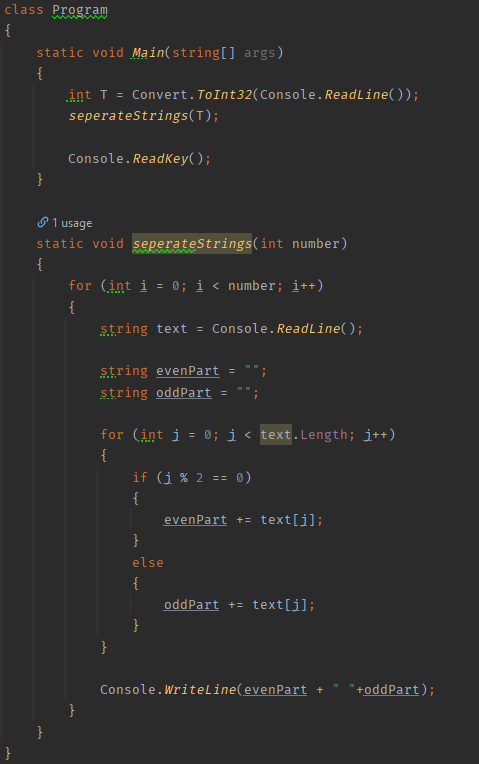 class Program
{
    static void Main(string[] args)
    {
        int T = Convert.ToInt32(Console.ReadLine());
        seperateStrings(T);

        Console.ReadKey();
    }

    1 usage
    static void seperateStrings(int number)
    {
        for (int i = 0; i < number; i++)
        {
            string text = Console.ReadLine();

            string evenPart = "";
            string oddPart = "";

            for (int j = 0; j < text.Length; j++)
            {
                if (j % 2 == 0)
                {
                    evenPart += text[j];
                }
                else
                {
                    oddPart += text[j];
                }
            }

            Console.WriteLine(evenPart + " "+oddPart);
        }
    }
}